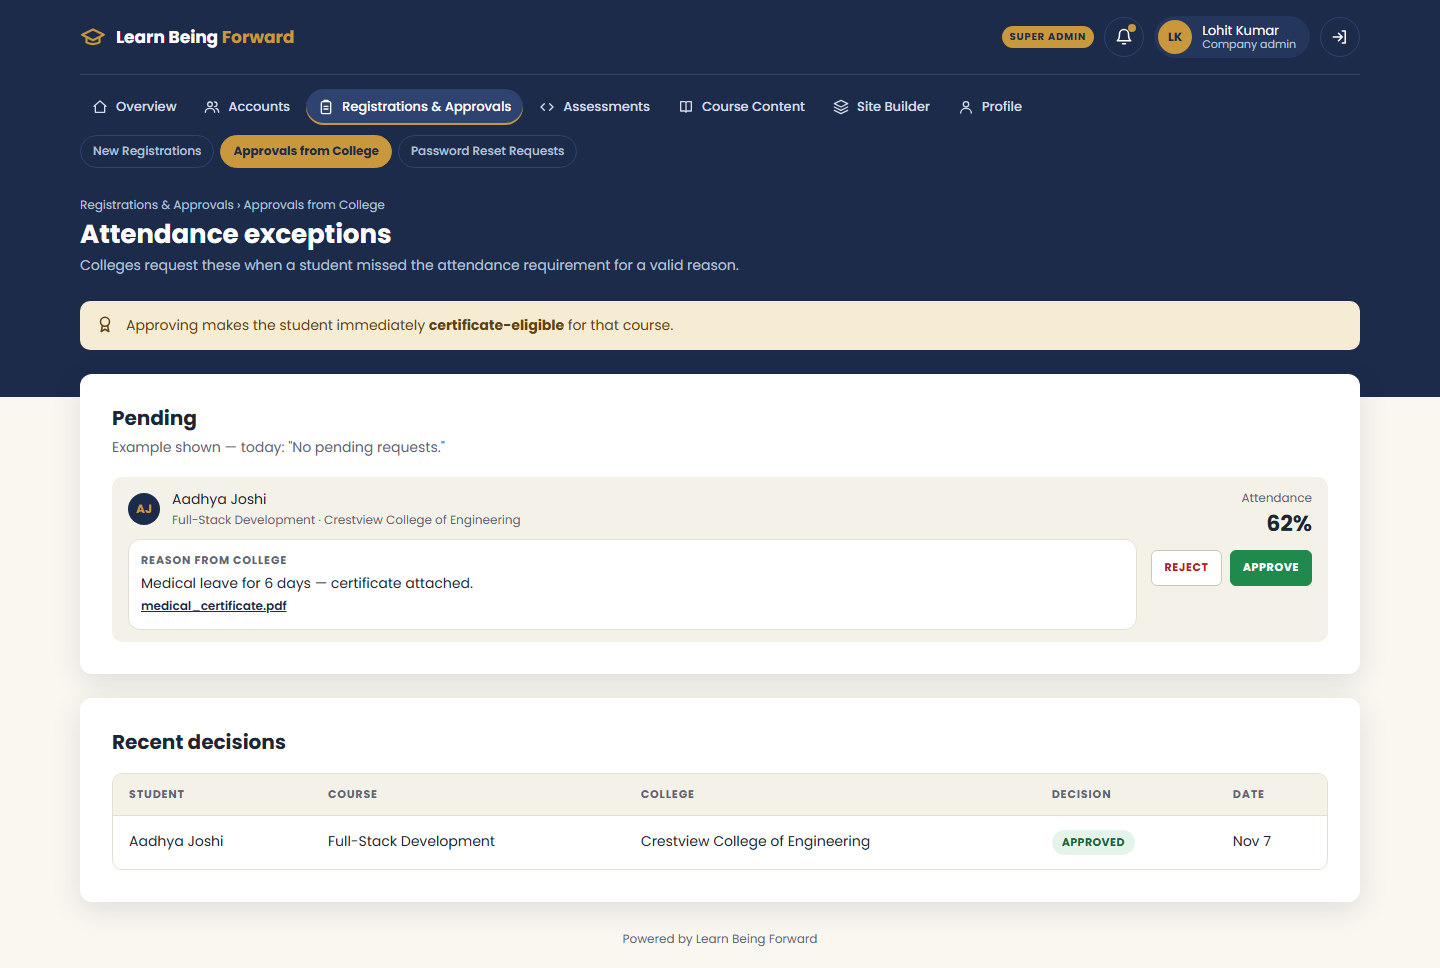 Learn Being Forward
SUPER ADMIN
LK
Lohit Kumar
Company admin
Overview
Accounts
Registrations & Approvals
Assessments
Course Content
Site Builder
Profile
New Registrations
Approvals from College
Password Reset Requests
Registrations & Approvals › Approvals from College
Attendance exceptions
Colleges request these when a student missed the attendance requirement for a valid reason.
Approving makes the student immediately certificate-eligible for that course.
Pending
Example shown — today: "No pending requests."
AJ
Aadhya Joshi
Full-Stack Development · Crestview College of Engineering
Attendance
62%
REASON FROM COLLEGE
Medical leave for 6 days — certificate attached.
medical_certificate.pdf
REJECT
APPROVE
Recent decisions
STUDENT COURSE COLLEGE DECISION DATE
Aadhya Joshi Full-Stack Development Crestview College of Engineering APPROVED Nov 7
Powered by Learn Being Forward